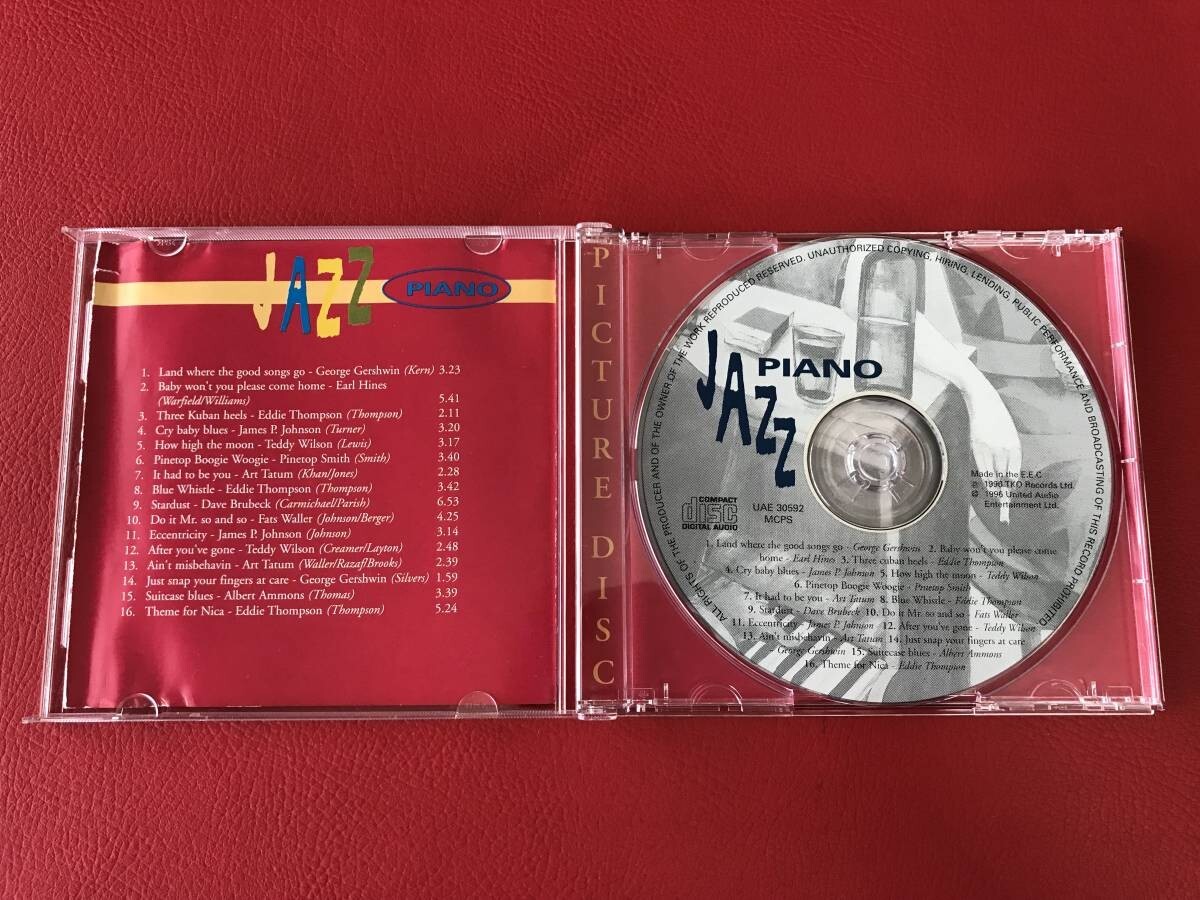 JAZZ PIANO
1. Land where the good songs go - George Gershwin (Kern) 3.23
2. Baby won't you please come home - Earl Hines
(Warfield/Williams) 5.41
3. Three Kuban heels - Eddie Thompson (Thompson) 2.11
4. Cry baby blues - James P. Johnson (Turner) 3.20
5. How high the moon - Teddy Wilson (Lewis) 3.17
6. Pinetop Boogie Woogie - Pinetop Smith (Smith) 3.40
7. It had to be you - Art Tatum (Khan/Jones) 2.28
8. Blue Whistle - Eddie Thompson (Thompson) 3.42
9. Stardust - Dave Brubeck (Carmichael/Parish) 6.53
10. Do it Mr. so and so - Fats Waller (Johnson/Berger) 4.25
11. Eccentricity - James P. Johnson (Johnson) 3.14
12. After you've gone - Teddy Wilson (Creamer/Layton) 2.48
13. Ain't misbehavin - Art Tatum (Waller/Razaf/Brooks) 2.39
14. Just snap your fingers at care - George Gershwin (Silvers) 1.59
15. Suitcase blues - Albert Ammons (Thomas) 3.39
16. Theme for Nica - Eddie Thompson (Thompson) 5.24
PICTURE DISC
ALL RIGHTS OF THE PRODUCER AND OF THE OWNER OF THE WORK REPRODUCED RESERVED. UNAUTHORIZED COPYING, HIRING, LENDING, PUBLIC PERFORMANCE AND BROADCASTING OF THIS RECORD PROHIBITED.
JAZZ PIANO
Made in the E.E.C
℗ 1996 TKO Records Ltd.
© 1996 United Audio
Entertainment Ltd.
COMPACT
disc
DIGITAL AUDIO
UAE 30592
MCPS
1. Land where the good songs go - George Gershwin 2. Baby won't you please come
home - Earl Hines 3. Three cuban heels - Eddie Thompson
4. Cry baby blues - James P. Johnson 5. How high the moon - Teddy Wilson
6. Pinetop Boogie Woogie - Pinetop Smith
7. It had to be you - Art Tatum 8. Blue Whistle - Eddie Thompson
9. Stardust - Dave Brubeck 10. Do it Mr. so and so - Fats Waller
11. Eccentricity - James P. Johnson 12. After you've gone - Teddy Wilson
13. Ain't misbehavin - Art Tatum 14. Just snap your fingers at care
- George Gershwin 15. Suitecase blues - Albert Ammons
16. Theme for Nica - Eddie Thompson